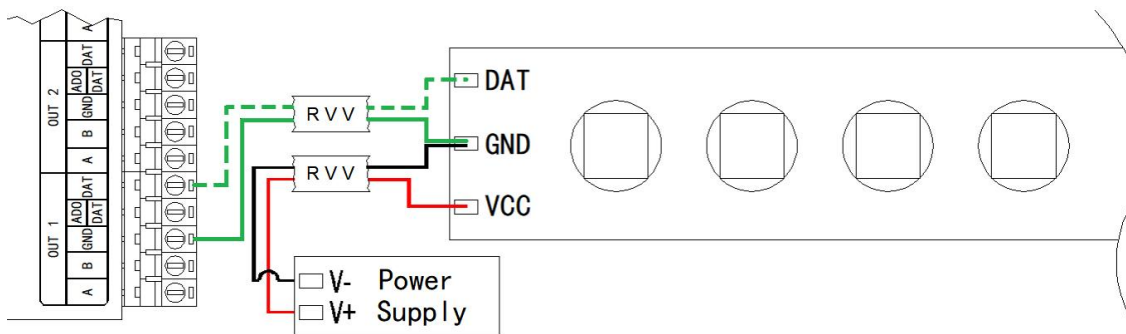 A
OUT 2
DAT
ADO DAT
GND
B
A
OUT 1
DAT
ADO DAT
GND
B
A
RVV
RVV
DAT
GND
VCC
V- Power
V+ Supply